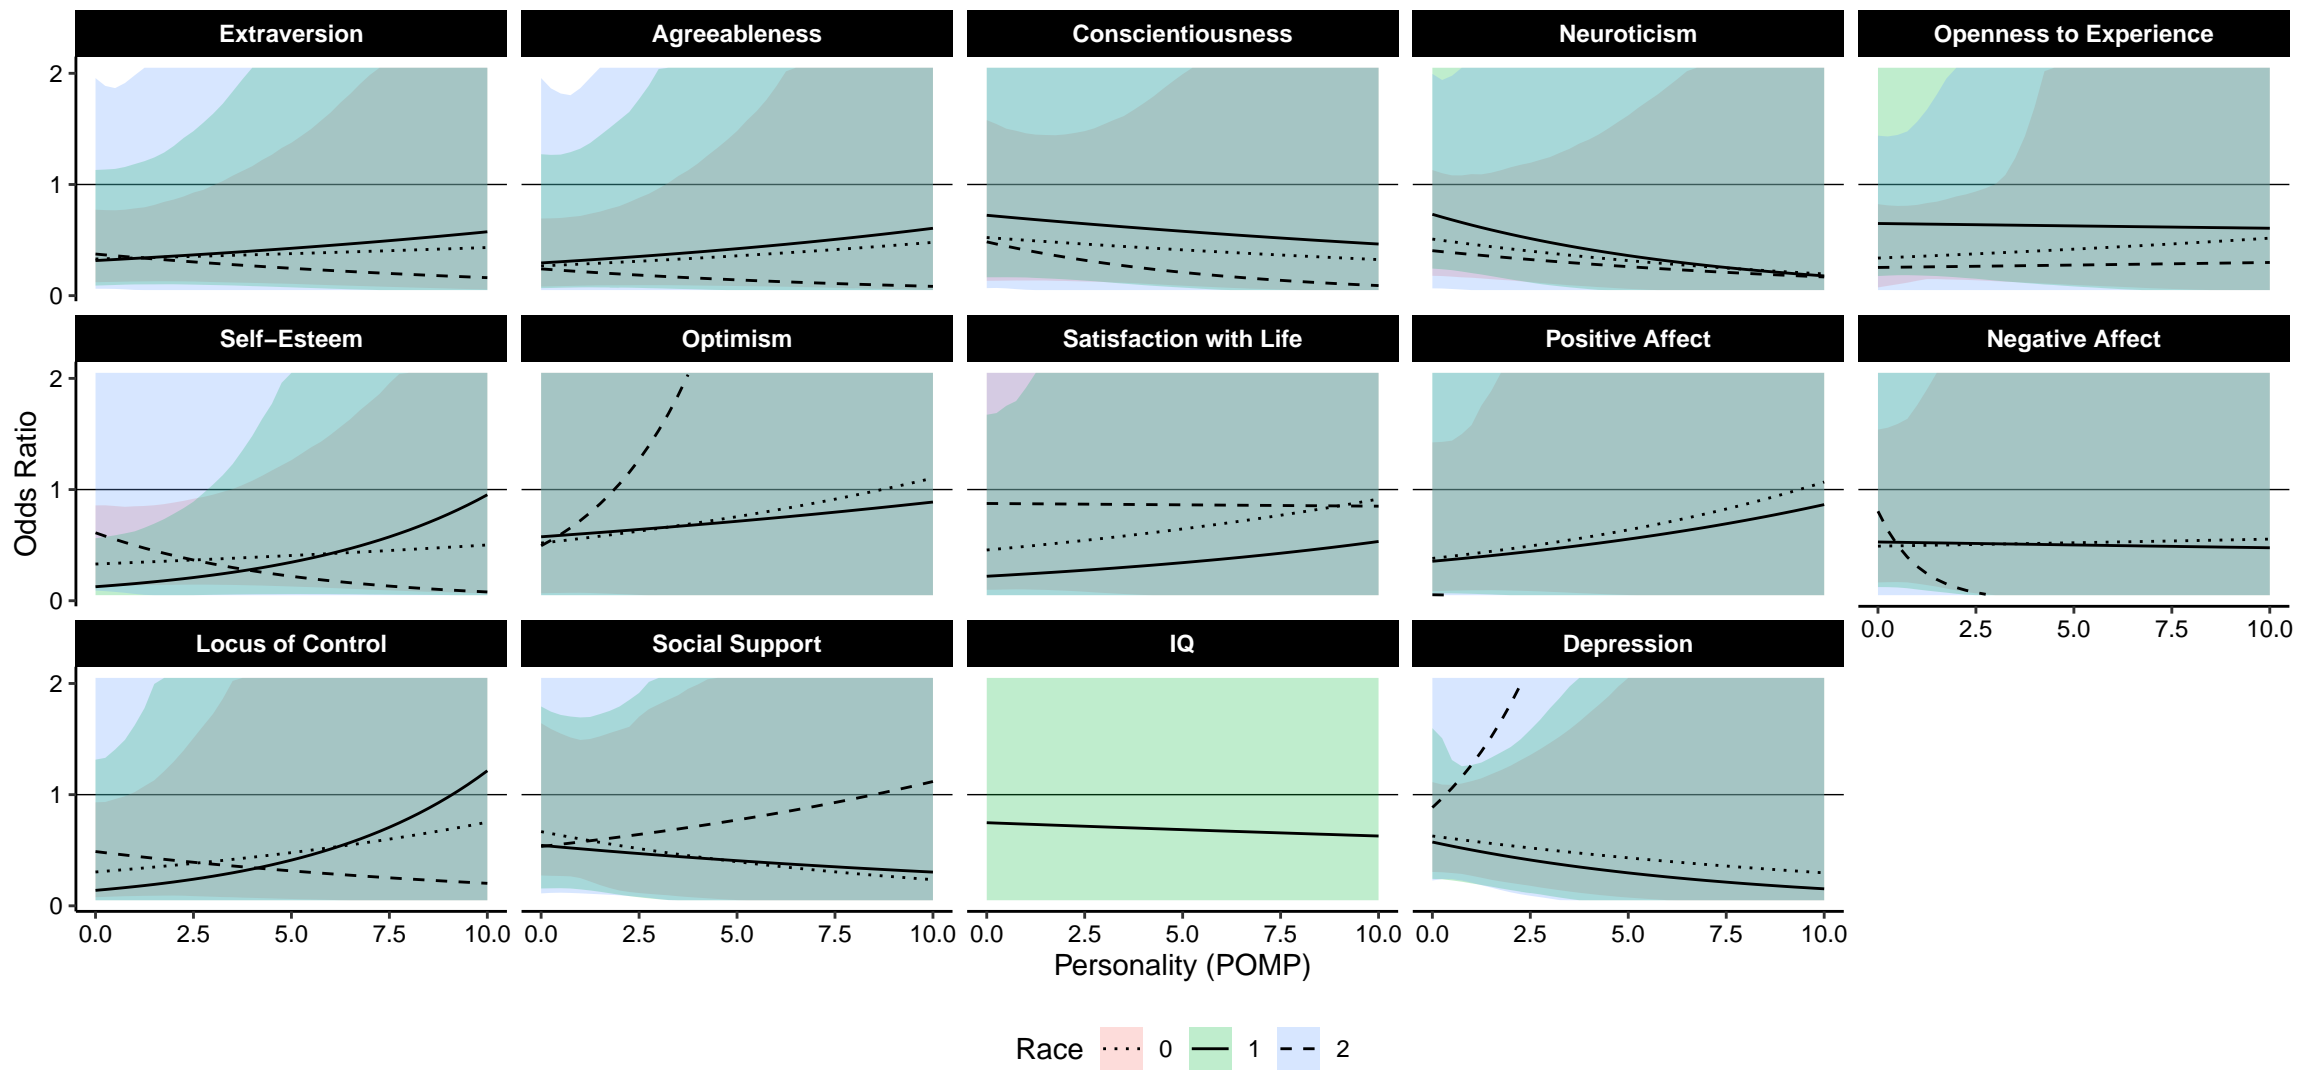 Extraversion Agreeableness Conscientiousness Neuroticism Openness to Experience
2
1
0
Self−Esteem Optimism Satisfaction with Life Positive Affect Negative Affect
2
1
0
0.0 2.5 5.0 7.5 10.0
Locus of Control Social Support IQ Depression
2
1
0
0.0 2.5 5.0 7.5 10.0 0.0 2.5 5.0 7.5 10.0 0.0 2.5 5.0 7.5 10.0 0.0 2.5 5.0 7.5 10.0
Odds Ratio
Personality (POMP)
Race 0 1 2